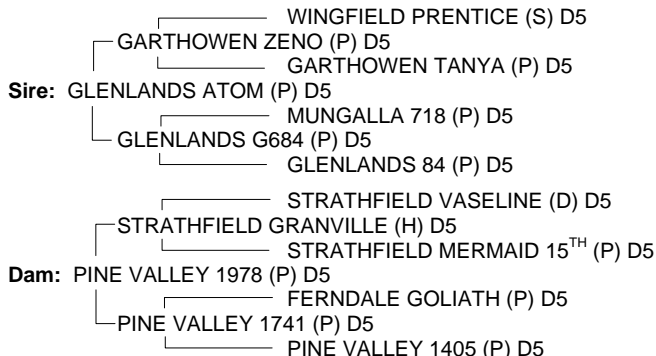 WINGFIELD PRENTICE (S) D5
GARTHOWEN ZENO (P) D5
GARTHOWEN TANYA (P) D5
Sire: GLENLANDS ATOM (P) D5
MUNGALLA 718 (P) D5
GLENLANDS G684 (P) D5
GLENLANDS 84 (P) D5
STRATHFIELD VASELINE (D) D5
STRATHFIELD GRANVILLE (H) D5
STRATHFIELD MERMAID 15TH (P) D5
Dam: PINE VALLEY 1978 (P) D5
FERNDALE GOLIATH (P) D5
PINE VALLEY 1741 (P) D5
PINE VALLEY 1405 (P) D5